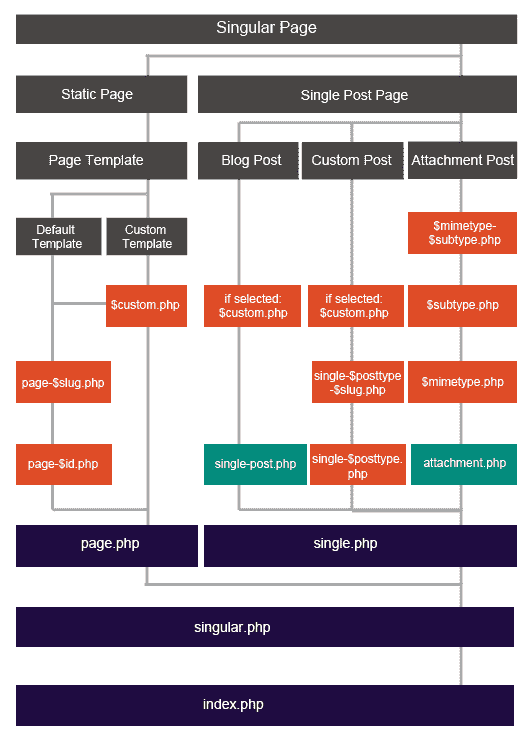 Singular Page
Static Page
Single Post Page
Page Template
Blog Post
Custom Post
Attachment Post
Default
Template
Custom
Template
$mimetype-
$subtype.php
$custom.php
if selected:
$custom.php
if selected:
$custom.php
$subtype.php
page-$slug.php
single-$posttype
-$slug.php
$mimetype.php
page-$id.php
single-post.php
single-$posttype.
php
attachment.php
page.php
single.php
singular.php
index.php